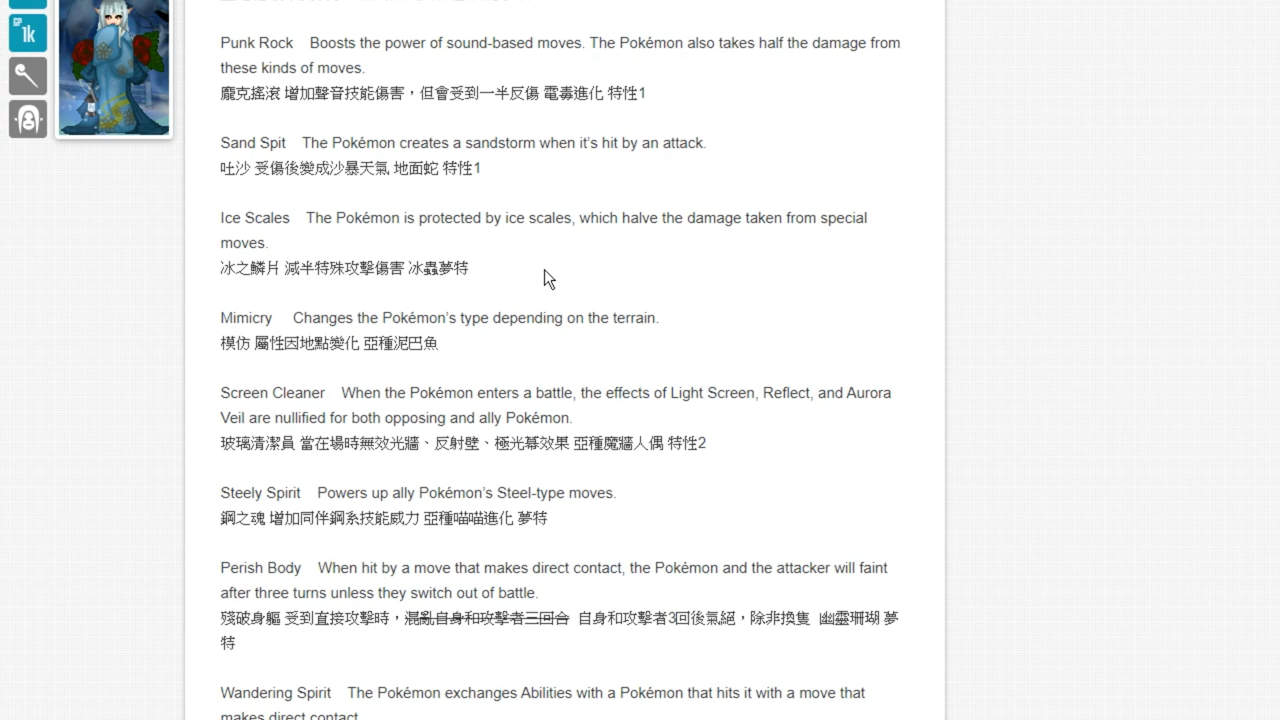 GP
1k
Punk Rock Boosts the power of sound-based moves. The Pokémon also takes half the damage from
these kinds of moves.
龐克搖滾 增加聲音技能傷害，但會受到一半反傷 電毒進化 特性1
Sand Spit The Pokémon creates a sandstorm when it’s hit by an attack.
吐沙 受傷後變成沙暴天氣 地面蛇 特性1
Ice Scales The Pokémon is protected by ice scales, which halve the damage taken from special
moves.
冰之鱗片 減半特殊攻擊傷害 冰蟲夢特
Mimicry Changes the Pokémon’s type depending on the terrain.
模仿 屬性因地點變化 亞種泥巴魚
Screen Cleaner When the Pokémon enters a battle, the effects of Light Screen, Reflect, and Aurora
Veil are nullified for both opposing and ally Pokémon.
玻璃清潔員 當在場時無效光牆、反射壁、極光幕效果 亞種魔牆人偶 特性2
Steely Spirit Powers up ally Pokémon’s Steel-type moves.
鋼之魂 增加同伴鋼系技能威力 亞種喵喵進化 夢特
Perish Body When hit by a move that makes direct contact, the Pokémon and the attacker will faint
after three turns unless they switch out of battle.
殘破身軀 受到直接攻擊時，混亂自身和攻擊者三回合 自身和攻擊者3回後氣絕，除非換隻 幽靈珊瑚 夢
特
Wandering Spirit The Pokémon exchanges Abilities with a Pokémon that hits it with a move that
makes direct contact.